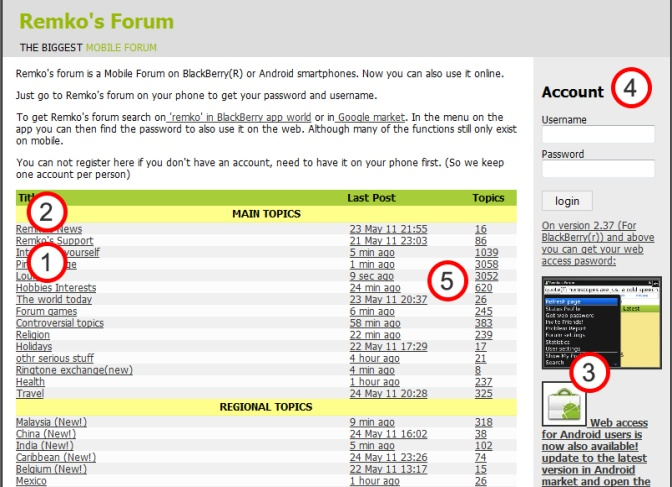 Remko's Forum
THE BIGGEST MOBILE FORUM
Remko's forum is a Mobile Forum on BlackBerry(R) or Android smartphones. Now you can also use it online.
Just go to Remko's forum on your phone to get your password and username.
To get Remko's forum search on 'remko' in BlackBerry app world or in Google market. In the menu on the
app you can then find the password to also use it on the web. Although many of the functions still only exist
on mobile.
You can not register here if you don't have an account, need to have it on your phone first. (So we keep
one account per person)
Last Post Topics
2
MAIN TOPICS
News 23 May 11 21:55 16
Remko's Support 21 May 11 23:03 86
yourself 5 min ago 1039
1
1 min ago 3058
9 sec ago 3052
5
Hobbies Interests 24 min ago 620
The world today 23 May 11 20:37 26
Forum games 6 min ago 245
Controversial topics 58 min ago 383
Religion 22 min ago 239
Holidays 22 May 11 17:29 17
othr serious stuff 4 hour ago 21
Ringtone exchange(new) 4 min ago 8
Health 1 hour ago 237
Travel 24 May 11 20:28 325
REGIONAL TOPICS
Malaysia (New!) 9 min ago 318
China (New!) 24 May 11 16:02 38
India (New!) 5 min ago 102
Caribbean (New!) 24 May 11 23:26 74
Belgium (New!) 22 May 11 13:17 15
Mexico 1 hour ago 26
Account
4
Username
Password
login
On version 2.37 (For
BlackBerry(r)) and above
you can get your web
access pasword:
Refresh page
Latest
Status Profile
Get web password
Invite Friends!
Problem Report
Forum settings
Statistics
User settings
Show My
Search
3
Web access
for Android users is
now also available!
update to the latest
version in Android
market and open the